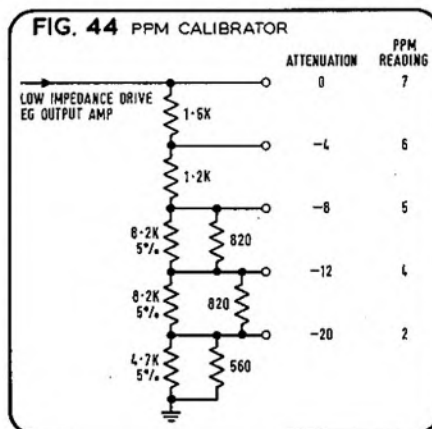 FIG. 44 PPM CALIBRATOR
ATTENUATION
PPM
READING
LOW IMPEDANCE DRIVE
EG OUTPUT AMP
0 7
1·8K
-4 6
1·2K
-8 5
8·2K
5%
820
-12 4
8·2K
5%
820
-20 2
4·7K
5%
560